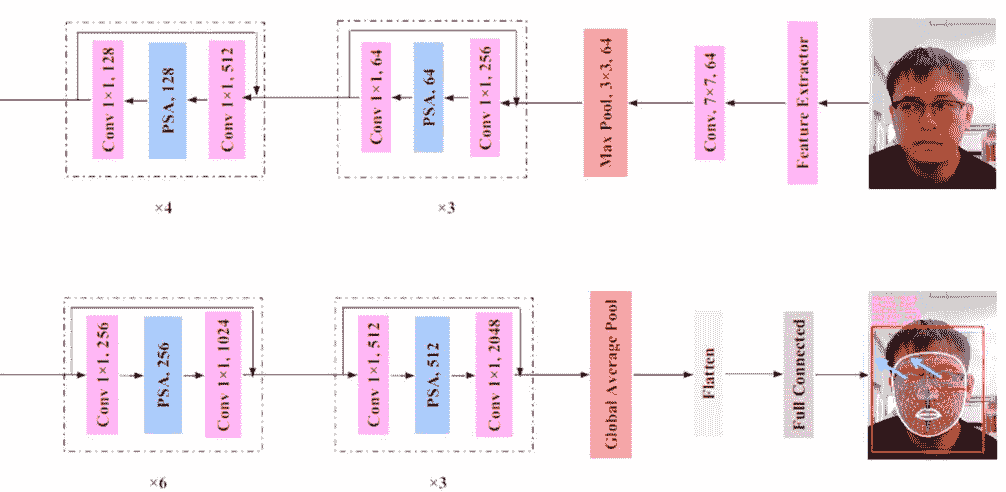 Conv 1×1, 128
PSA, 128
Conv 1×1, 512
×4
Conv 1×1, 64
PSA, 64
Conv 1×1, 256
×3
Max Pool, 3×3, 64
Conv, 7×7, 64
Feature Extractor
Conv 1×1, 256
PSA, 256
Conv 1×1, 1024
×6
Conv 1×1, 512
PSA, 512
Conv 1×1, 2048
×3
Global Average Pool
Flatten
Full Connected